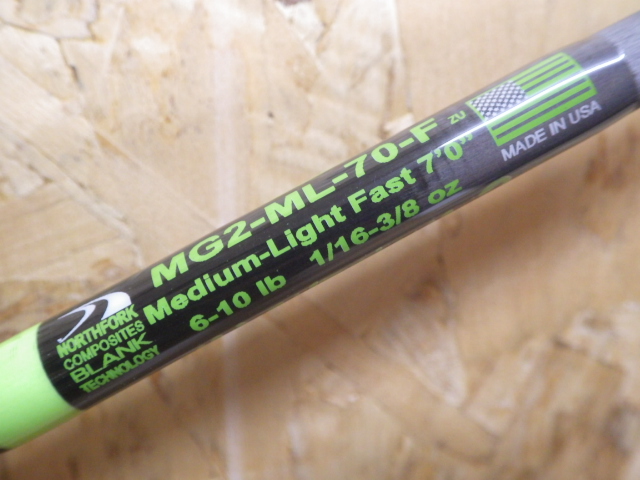 MG2-ML-70-F ZU
Medium-Light Fast 7'0"
6-10 lb 1/16-3/8 oz
MADE IN USA
NORTHFORK
COMPOSITES
BLANK
TECHNOLOGY